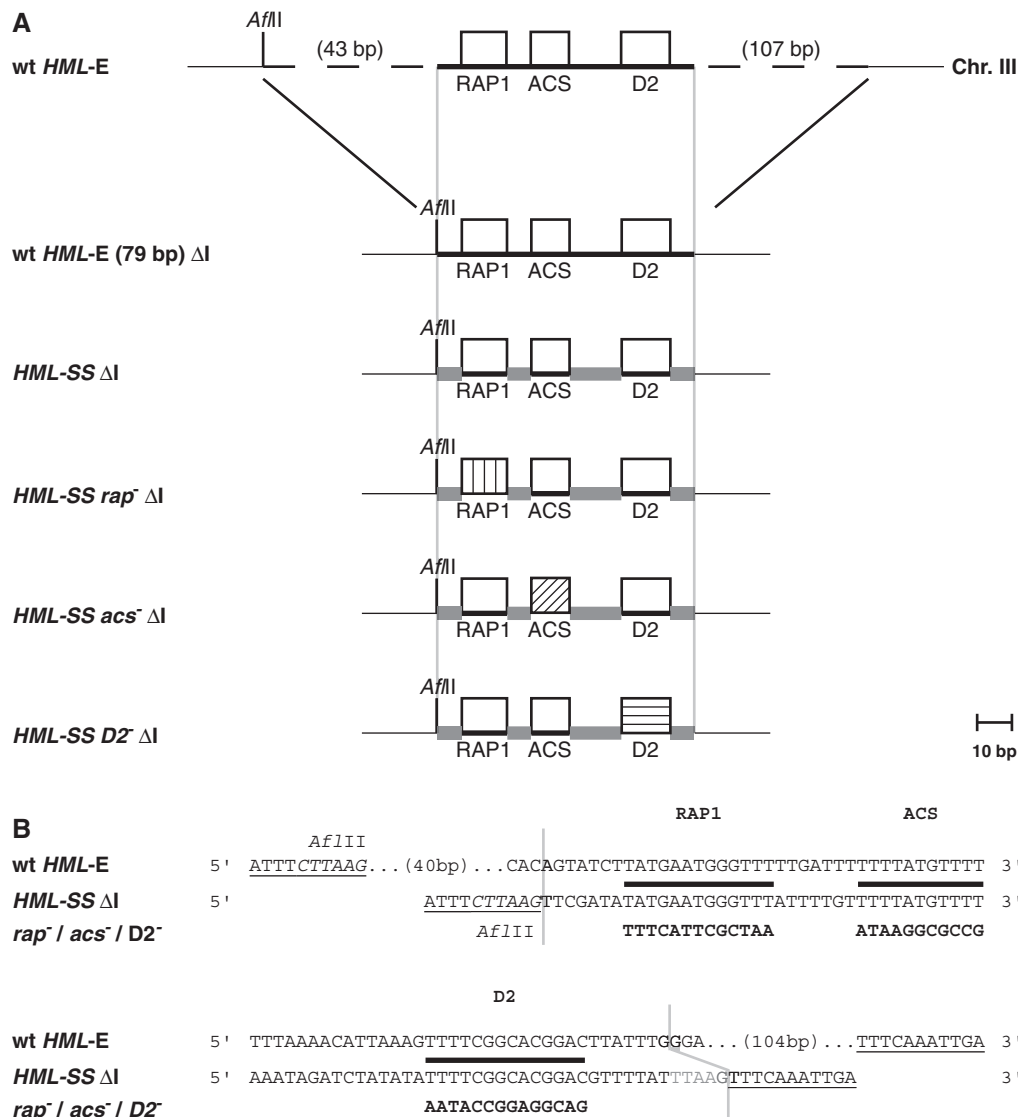 A
AflII
(43 bp)
(107 bp)
wt HML-E
Chr. III
RAP1 ACS D2
AflII
wt HML-E (79 bp) ΔI
RAP1 ACS D2
AflII
HML-SS ΔI
RAP1 ACS D2
AflII
HML-SS rap⁻ ΔI
RAP1 ACS D2
AflII
HML-SS acs⁻ ΔI
RAP1 ACS D2
AflII
HML-SS D2⁻ ΔI
RAP1 ACS D2
10 bp
B
RAP1 ACS
AflII
wt HML-E 5' ATTTCTTAAG...(40bp)...CACAGTATCTTATGAATGGGTTTTTGATTTTTTTATGTTTT 3'
HML-SS ΔI 5' ATTTCTTAAGTTCGATATATGAATGGGTTTATTTTGTTTTTATGTTTT 3'
rap⁻ / acs⁻ / D2⁻ AflII TTTCATTCGCTAA ATAAGGCGCCG
D2
wt HML-E 5' TTTAAAACATTAAAGTTTTCGGCACGGACTTATTTGGGA...(104bp)...TTTCAAATTGA 3'
HML-SS ΔI 5' AAATAGATCTATATATTTTCGGCACGGACGTTTTATTTAAGTTTCAAATTGA 3'
rap⁻ / acs⁻ / D2⁻ AATACCGGAGGCAG